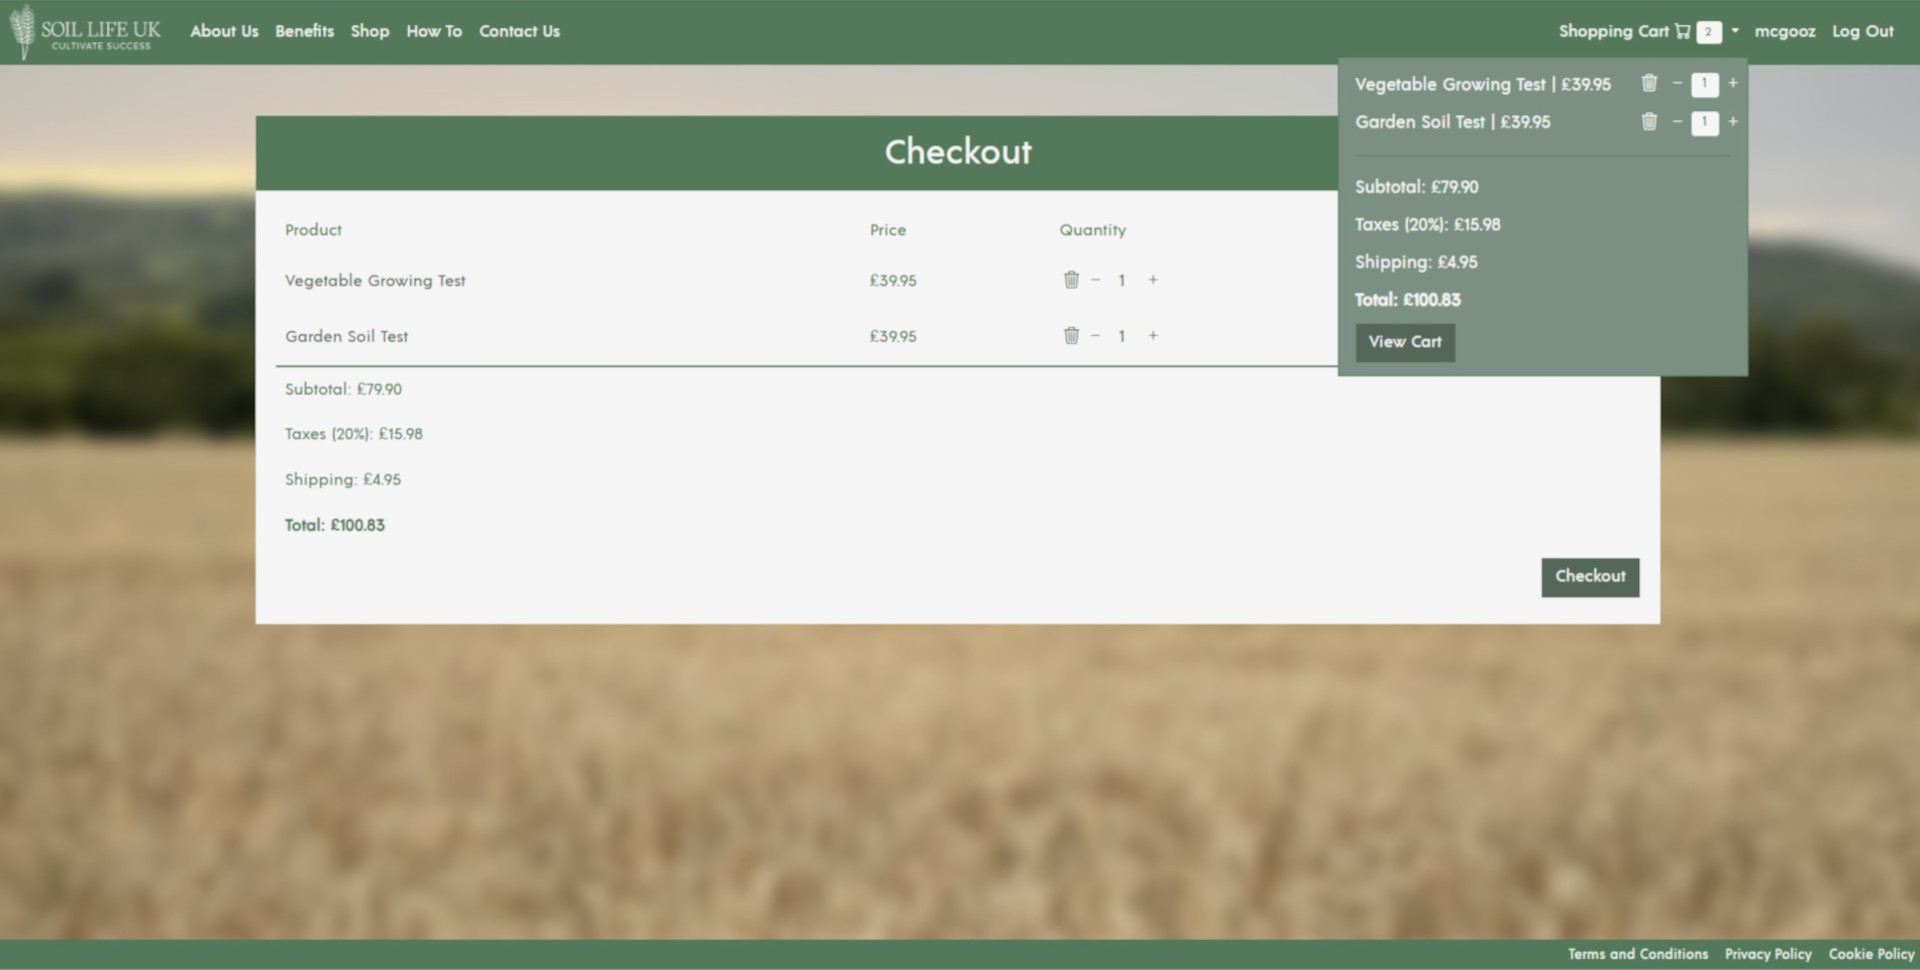 SOIL LIFE UK
CULTIVATE SUCCESS
About Us Benefits Shop How To Contact Us
Shopping Cart 2 mcgooz Log Out
Vegetable Growing Test | £39.95 − 1 +
Garden Soil Test | £39.95 − 1 +
Subtotal: £79.90
Taxes (20%): £15.98
Shipping: £4.95
Total: £100.83
View Cart
Checkout
Product Price Quantity
Vegetable Growing Test £39.95 − 1 +
Garden Soil Test £39.95 − 1 +
Subtotal: £79.90
Taxes (20%): £15.98
Shipping: £4.95
Total: £100.83
Checkout
Terms and Conditions Privacy Policy Cookie Policy